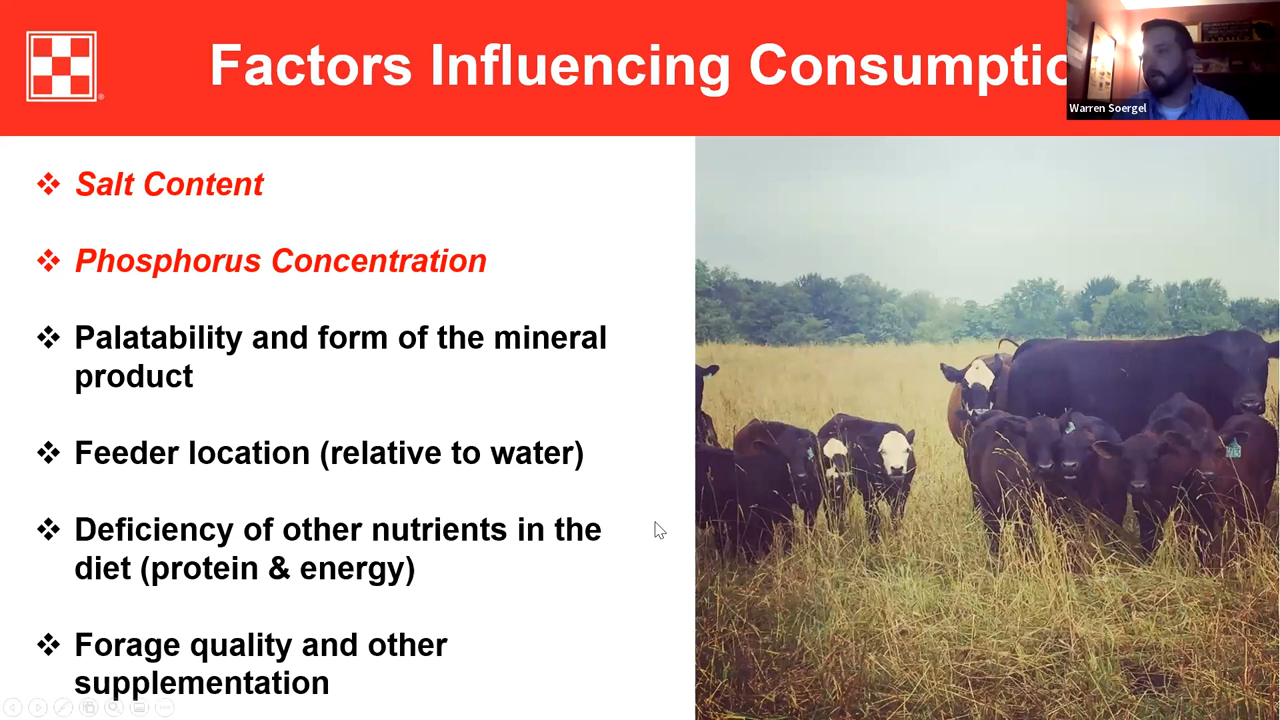 Factors Influencing Consumptio
Warren Soergel
❖ Salt Content
❖ Phosphorus Concentration
❖ Palatability and form of the mineral
product
❖ Feeder location (relative to water)
❖ Deficiency of other nutrients in the
diet (protein & energy)
❖ Forage quality and other
supplementation